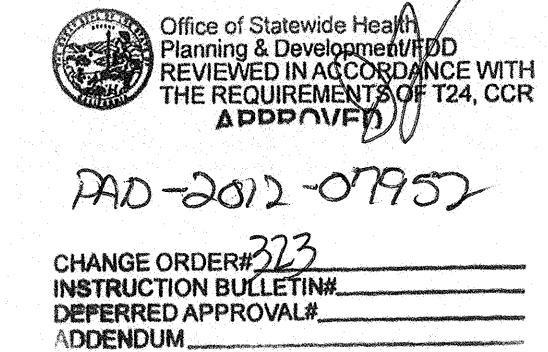 Office of Statewide Health
Planning & Development/FDD
REVIEWED IN ACCORDANCE WITH
THE REQUIREMENTS OF T24, CCR
APPROVED
PAD-2012-07952
CHANGE ORDER# 323
INSTRUCTION BULLETIN#
DEFERRED APPROVAL#
ADDENDUM